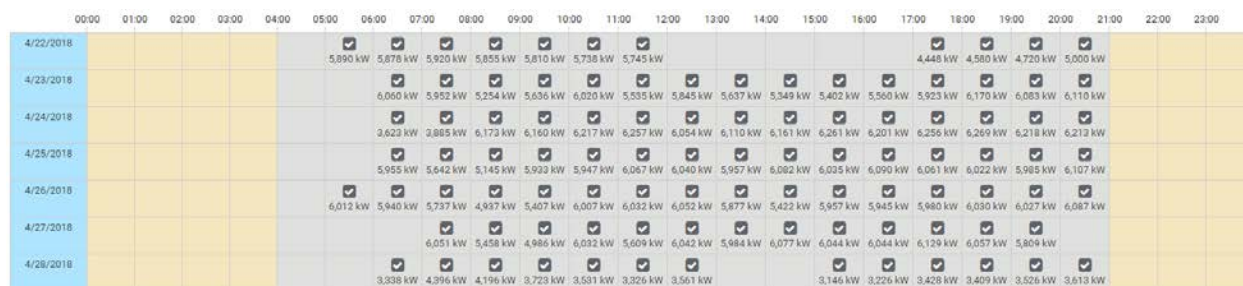 00:00 01:00 02:00 03:00 04:00 05:00 06:00 07:00 08:00 09:00 10:00 11:00 12:00 13:00 14:00 15:00 16:00 17:00 18:00 19:00 20:00 21:00 22:00 23:00
4/22/2018
5,890 kW 5,878 kW 5,920 kW 5,855 kW 5,810 kW 5,738 kW 5,745 kW 4,448 kW 4,580 kW 4,720 kW 5,000 kW
4/23/2018
6,060 kW 5,952 kW 5,254 kW 5,636 kW 6,020 kW 5,535 kW 5,845 kW 5,637 kW 5,349 kW 5,402 kW 5,560 kW 5,923 kW 6,170 kW 6,083 kW 6,110 kW
4/24/2018
3,623 kW 3,885 kW 6,173 kW 6,160 kW 6,217 kW 6,257 kW 6,054 kW 6,110 kW 6,161 kW 6,261 kW 6,201 kW 6,256 kW 6,269 kW 6,218 kW 6,213 kW
4/25/2018
5,955 kW 5,642 kW 5,145 kW 5,933 kW 5,947 kW 6,067 kW 6,040 kW 5,957 kW 6,082 kW 6,035 kW 6,090 kW 6,061 kW 6,022 kW 5,985 kW 6,107 kW
4/26/2018
6,012 kW 5,940 kW 5,737 kW 4,937 kW 5,407 kW 6,007 kW 6,032 kW 6,052 kW 5,877 kW 5,422 kW 5,957 kW 5,945 kW 5,980 kW 6,030 kW 6,027 kW 6,087 kW
4/27/2018
6,051 kW 5,458 kW 4,986 kW 6,032 kW 5,609 kW 6,042 kW 5,984 kW 6,077 kW 6,044 kW 6,044 kW 6,129 kW 6,057 kW 5,809 kW
4/28/2018
3,338 kW 4,396 kW 4,196 kW 3,723 kW 3,531 kW 3,326 kW 3,561 kW 3,146 kW 3,226 kW 3,428 kW 3,409 kW 3,526 kW 3,613 kW